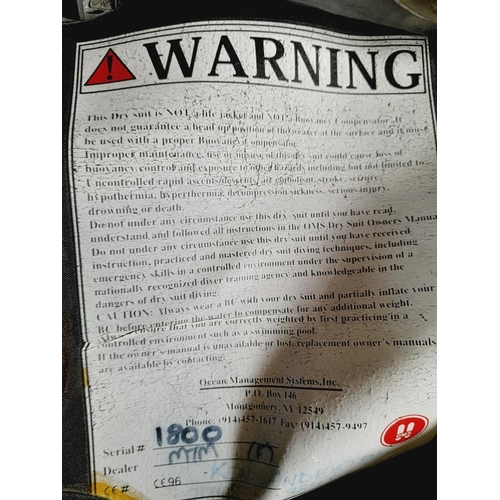 WARNING
This Dry suit is NOT a life jacket and NOT a Buoyancy Compensator. It
does not guarantee a head up position of the wearer at the surface and it must
be used with a proper Buoyancy Compensator.
Improper maintenance, use or misuse of this dry suit could cause loss of
buoyancy control and exposure to other hazards including but not limited to:
Uncontrolled rapid ascents/descents, air embolism, stroke, seizure,
hypothermia, hyperthermia, decompression sickness, serious injury,
drowning or death.
Do not under any circumstance use this dry suit until you have read,
understand, and followed all instructions in the OMS Dry Suit Owners Manual
Do not under any circumstance use this dry suit until you have received
instruction, practiced and mastered dry suit diving techniques, including
emergency skills in a controlled environment under the supervision of a
nationally recognized diver training agency and knowledgeable in the
dangers of dry suit diving.
CAUTION: Always wear a BC with your dry suit and partially inflate your
BC before entering the water to compensate for any additional weight.
Always be sure that you are correctly weighted by first practicing in a
controlled environment such as a swimming pool.
If the owner's manual is unavailable or lost, replacement owner's manuals
are available by contacting:
Ocean Management Systems, Inc.
P.O. Box 146
Montgomery, NY 12549
Phone: (914)457-1617 Fax: (914)457-9497
Serial # 1800
Dealer MTM
CE# CE96